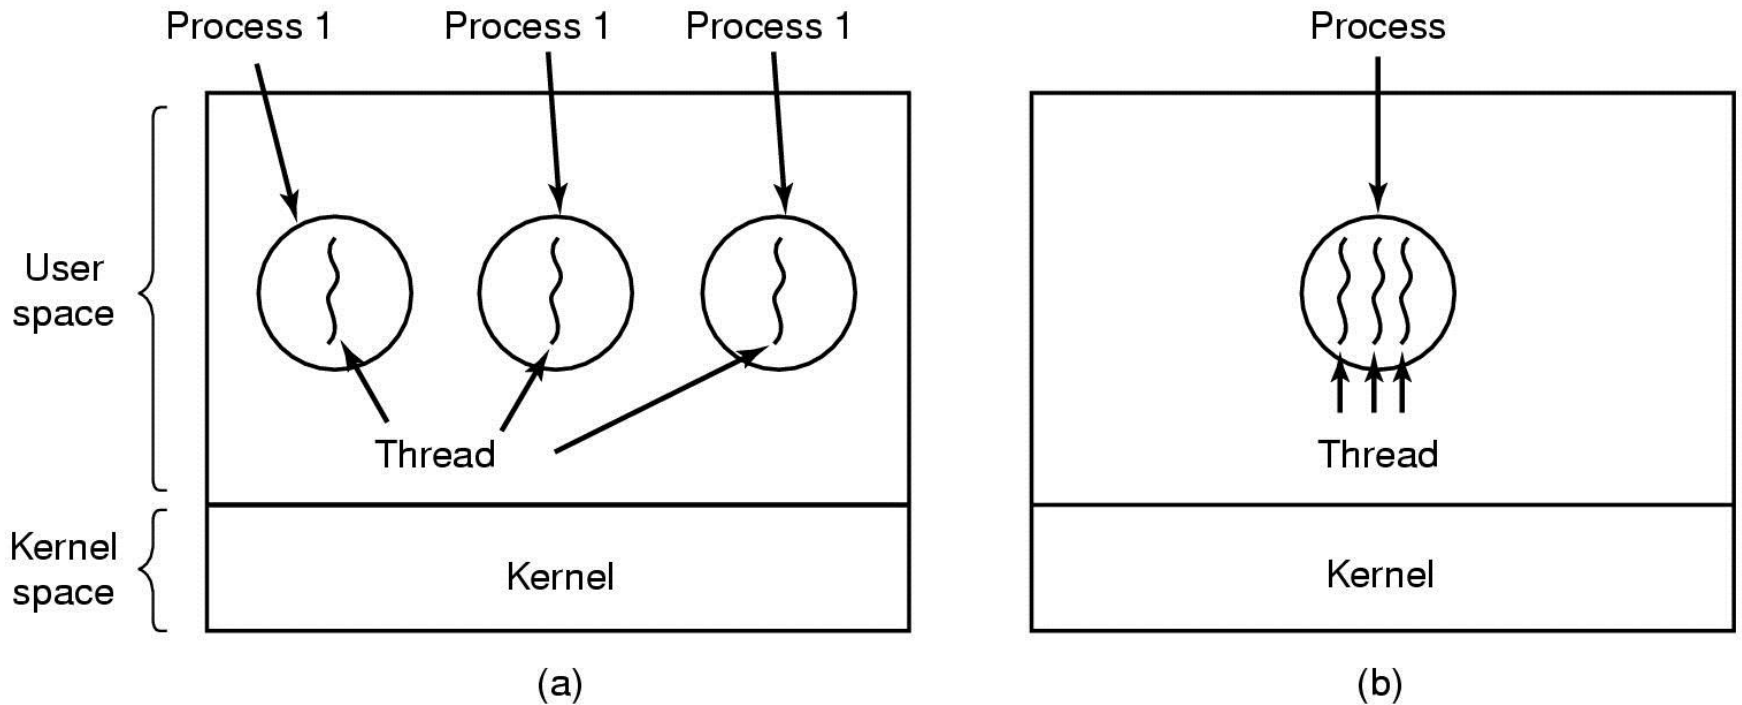 Process 1
Process 1
Process 1
Process
User
space
Thread
Thread
Kernel
space
Kernel
Kernel
(a)
(b)